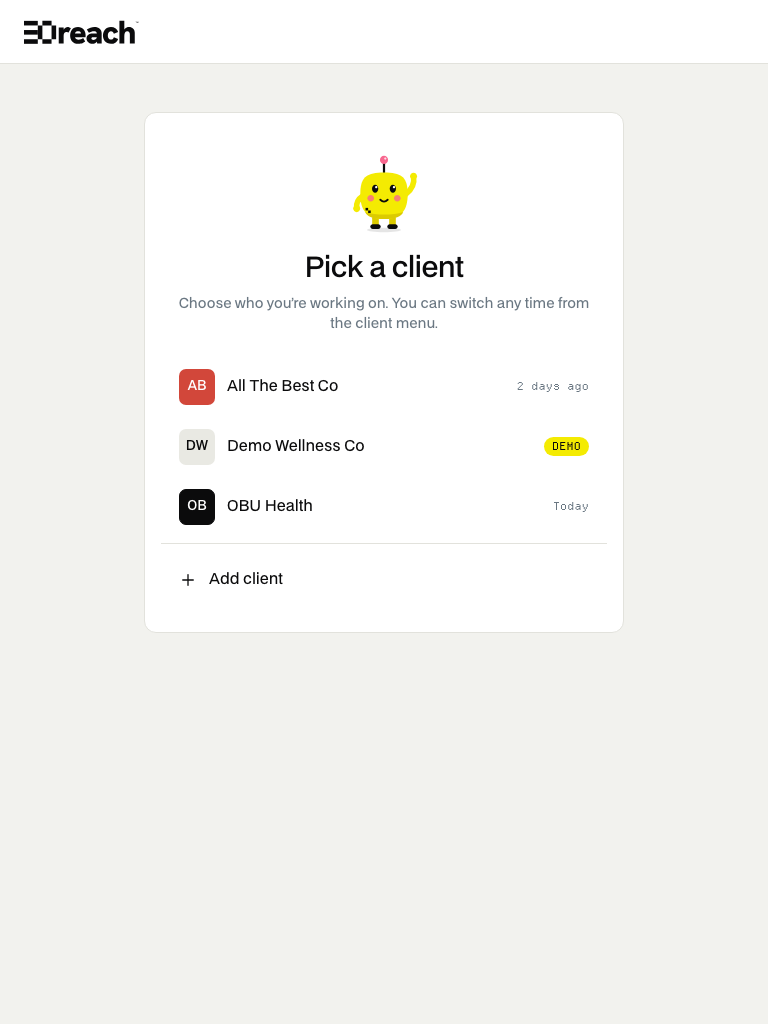 reach
Pick a client
Choose who you're working on. You can switch any time from
the client menu.
AB All The Best Co 2 days ago
DW Demo Wellness Co DEMO
OB OBU Health Today
+ Add client